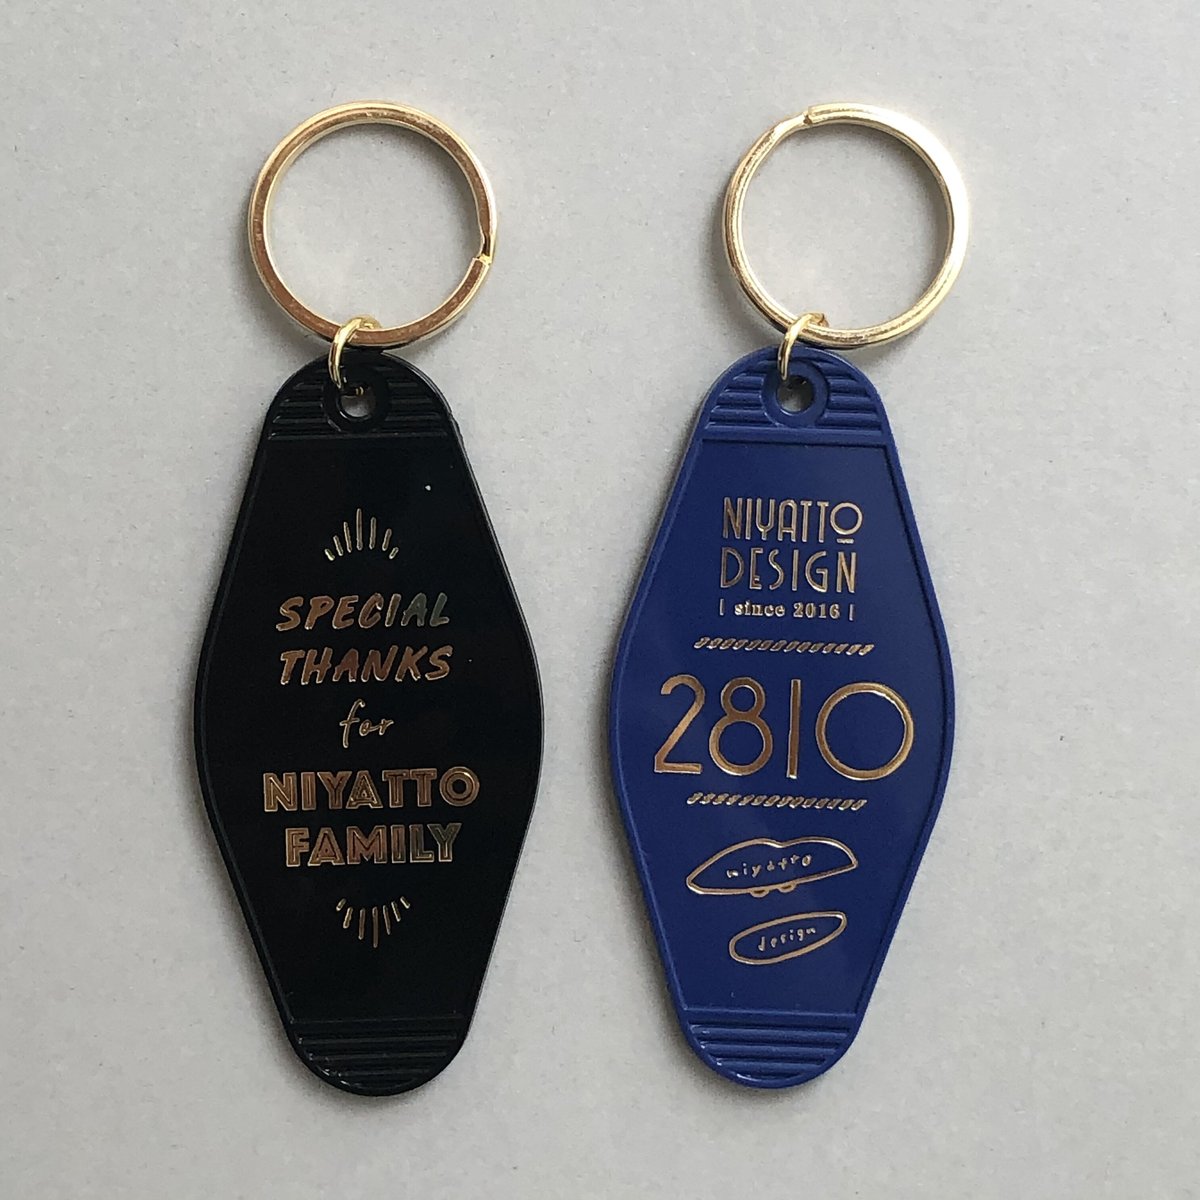 SPECIAL
THANKS
for
NIYATTO
FAMILY
NIYATTO
DESIGN
| since 2016 |
2810
niyatto
design